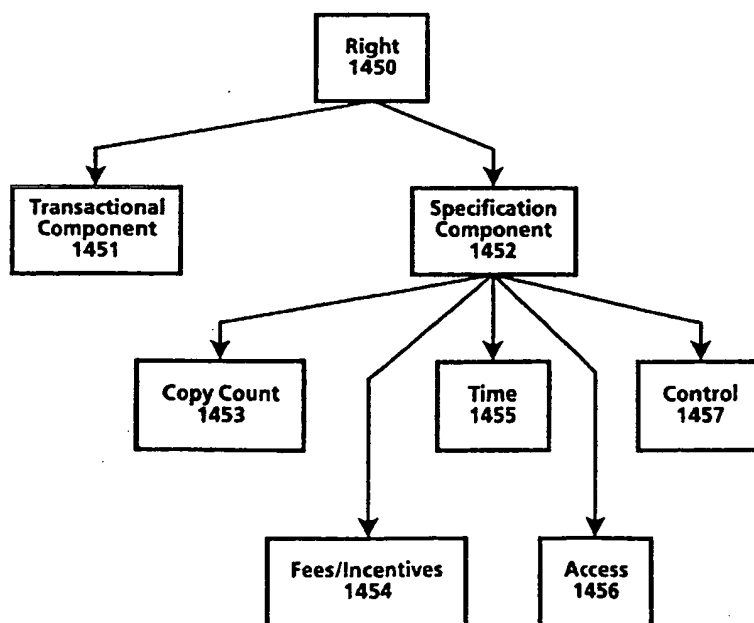 Right
1450
Transactional
Component
1451
Specification
Component
1452
Copy Count
1453
Time
1455
Control
1457
Fees/Incentives
1454
Access
1456